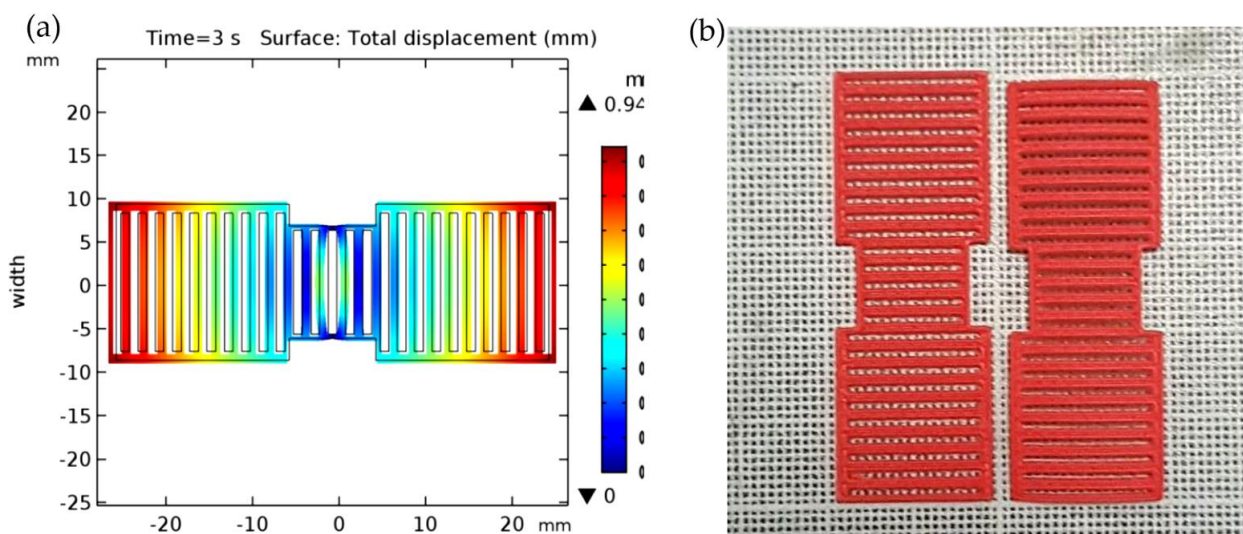 (a)
Time=3 s Surface: Total displacement (mm)
mm
▲ 0.94
20
15
10
5
0
-5
-10
-15
-20
-25
width
-20 -10 0 10 20 mm
▼ 0
(b)